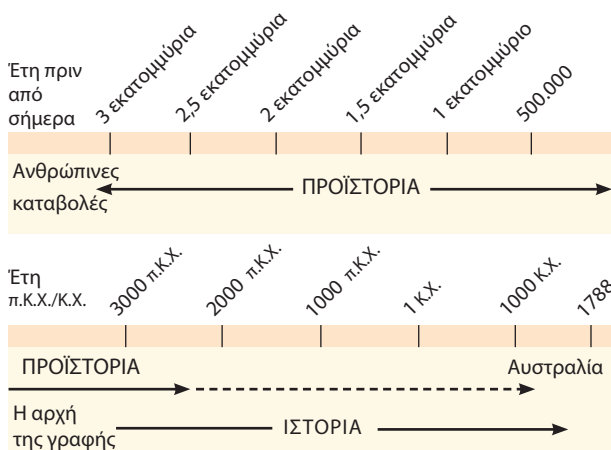 Έτη πριν
από
σήμερα
3 εκατομμύρια
2,5 εκατομμύρια
2 εκατομμύρια
1,5 εκατομμύρια
1 εκατομμύριο
500.000
Ανθρώπινες
καταβολές
ΠΡΟΪΣΤΟΡΙΑ
Έτη
π.Κ.Χ./Κ.Χ.
3000 π.Κ.Χ.
2000 π.Κ.Χ.
1000 π.Κ.Χ.
1 Κ.Χ.
1000 Κ.Χ.
1788
ΠΡΟΪΣΤΟΡΙΑ
Αυστραλία
Η αρχή
της γραφής
ΙΣΤΟΡΙΑ